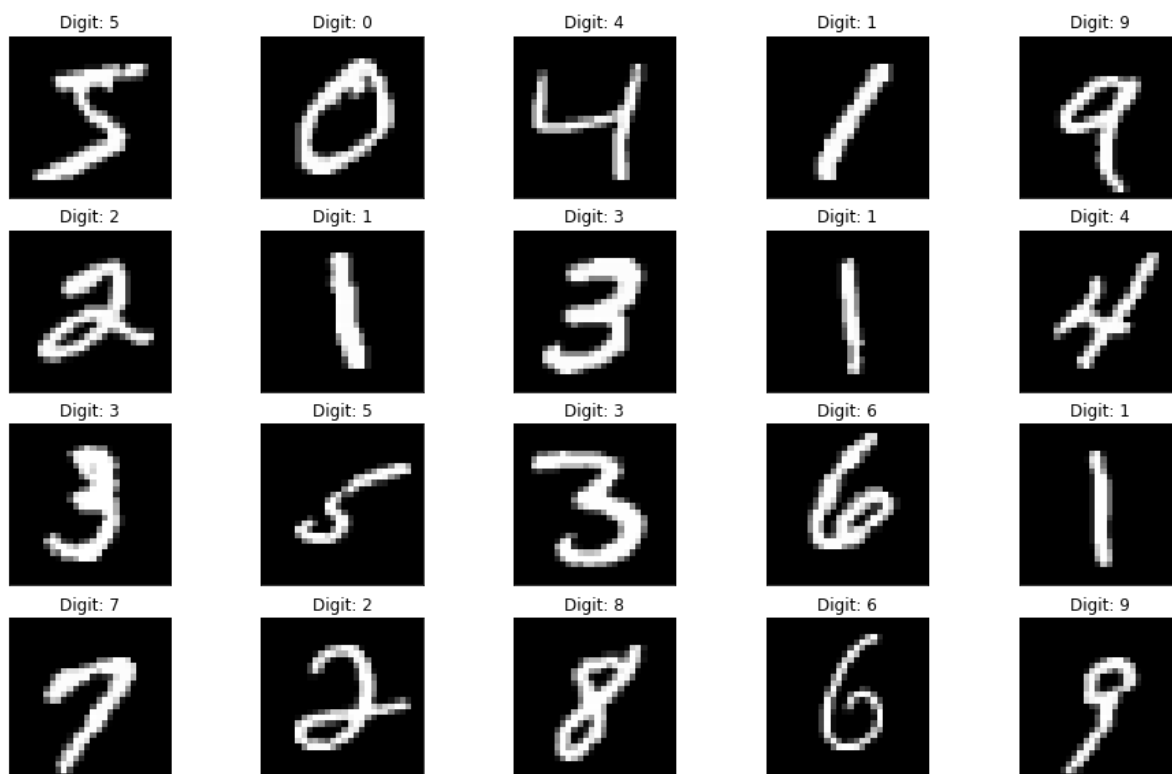 Digit: 5 Digit: 0 Digit: 4 Digit: 1 Digit: 9
5 0 4 1 9
Digit: 2 Digit: 1 Digit: 3 Digit: 1 Digit: 4
2 1 3 1 4
Digit: 3 Digit: 5 Digit: 3 Digit: 6 Digit: 1
3 5 3 6 1
Digit: 7 Digit: 2 Digit: 8 Digit: 6 Digit: 9
7 2 8 6 9